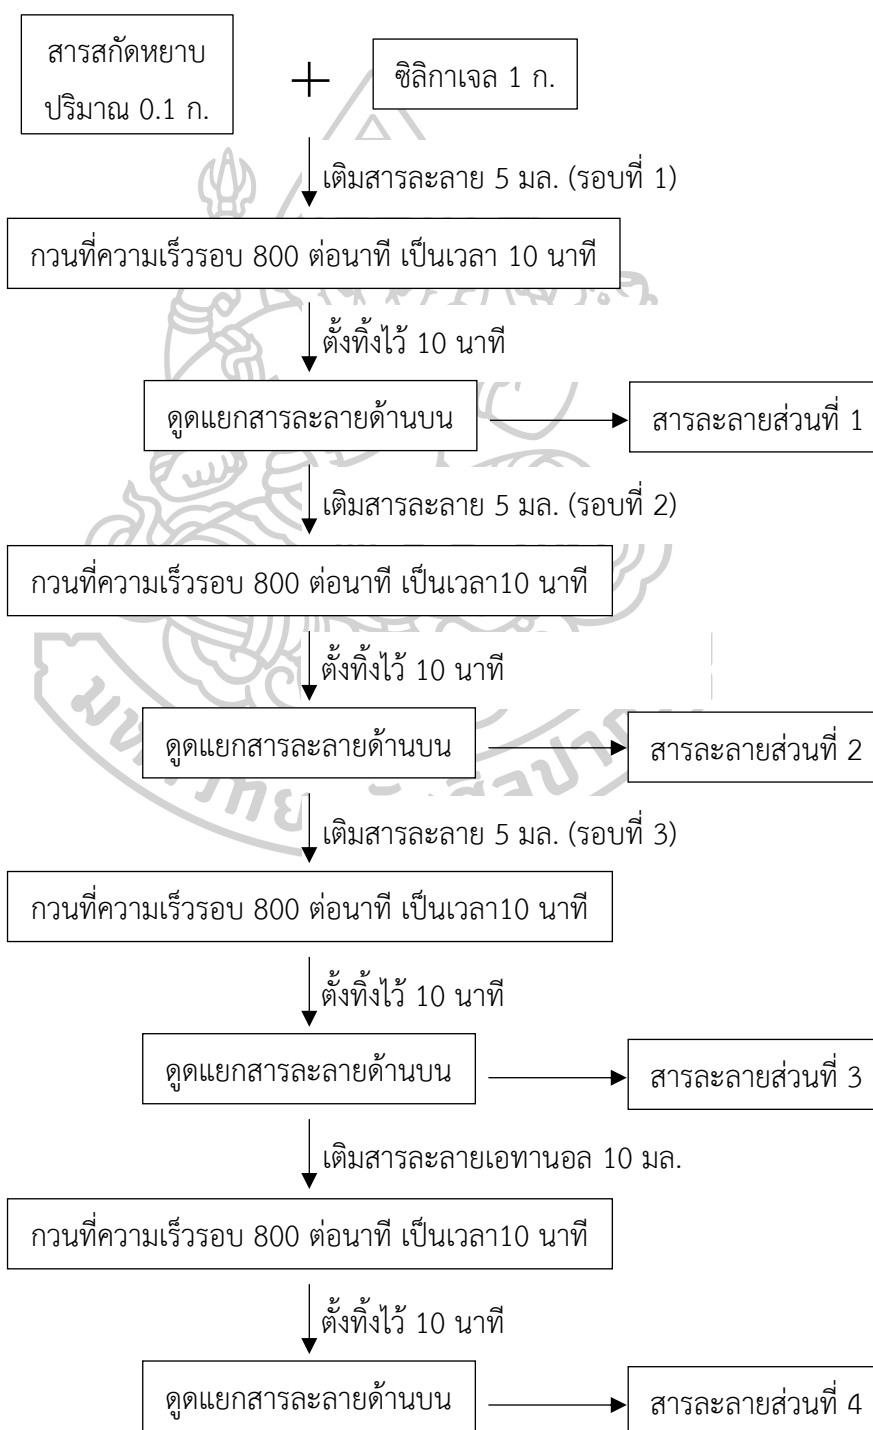 สารสกัดหยาบ
ปริมาณ 0.1 ก.
+
ซิลิกาเจล 1 ก.
เติมสารละลาย 5 มล. (รอบที่ 1)
กวนที่ความเร็วรอบ 800 ต่อนาที เป็นเวลา 10 นาที
ตั้งทิ้งไว้ 10 นาที
ดูดแยกสารละลายด้านบน
สารละลายส่วนที่ 1
เติมสารละลาย 5 มล. (รอบที่ 2)
กวนที่ความเร็วรอบ 800 ต่อนาที เป็นเวลา10 นาที
ตั้งทิ้งไว้ 10 นาที
ดูดแยกสารละลายด้านบน
สารละลายส่วนที่ 2
เติมสารละลาย 5 มล. (รอบที่ 3)
กวนที่ความเร็วรอบ 800 ต่อนาที เป็นเวลา10 นาที
ตั้งทิ้งไว้ 10 นาที
ดูดแยกสารละลายด้านบน
สารละลายส่วนที่ 3
เติมสารละลายเอทานอล 10 มล.
กวนที่ความเร็วรอบ 800 ต่อนาที เป็นเวลา10 นาที
ตั้งทิ้งไว้ 10 นาที
ดูดแยกสารละลายด้านบน
สารละลายส่วนที่ 4